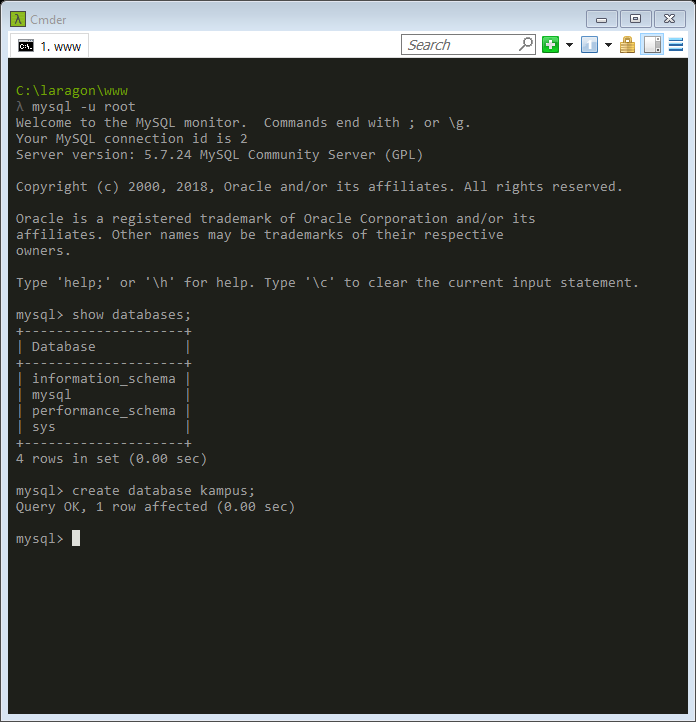 λ Cmder
C:\. 1. www
Search
1
C:\laragon\www
λ mysql -u root
Welcome to the MySQL monitor.  Commands end with ; or \g.
Your MySQL connection id is 2
Server version: 5.7.24 MySQL Community Server (GPL)
Copyright (c) 2000, 2018, Oracle and/or its affiliates. All rights reserved.
Oracle is a registered trademark of Oracle Corporation and/or its
affiliates. Other names may be trademarks of their respective
owners.
Type 'help;' or '\h' for help. Type '\c' to clear the current input statement.
mysql> show databases;
+--------------------+
| Database           |
+--------------------+
| information_schema |
| mysql              |
| performance_schema |
| sys                |
+--------------------+
4 rows in set (0.00 sec)
mysql> create database kampus;
Query OK, 1 row affected (0.00 sec)
mysql>